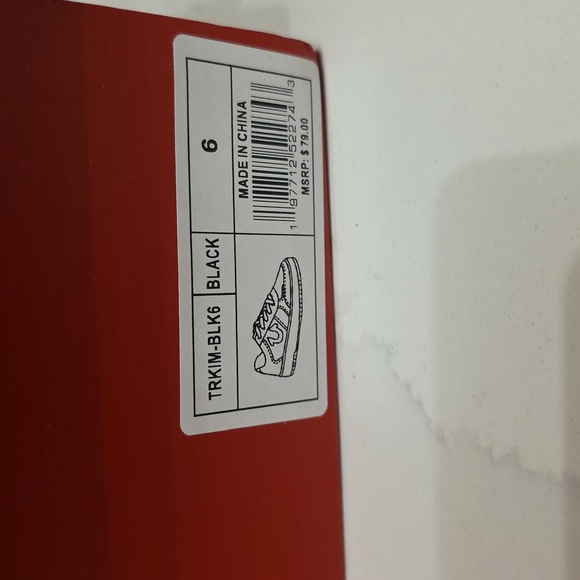 TRKIM-BLK6
BLACK
6
MADE IN CHINA
1 97712 52274 3
MSRP: $ 79.00